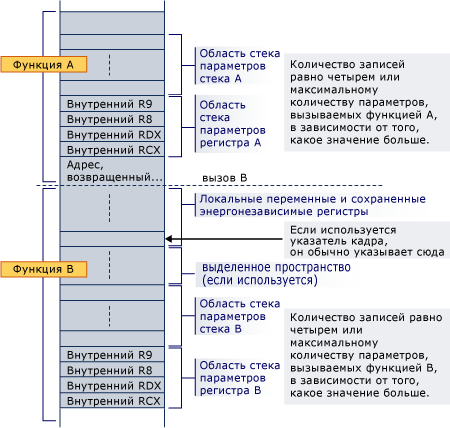 Функция A
Область стека
параметров
стека A
Количество записей
равно четырем или
максимальному
количеству параметров,
вызываемых функцией A,
в зависимости от того,
какое значение больше.
Внутренний R9
Внутренний R8
Внутренний RDX
Внутренний RCX
Область
стека
параметров
регистра A
Адрес,
возвращенный...
вызов B
Локальные переменные и сохраненные
энергонезависимые регистры
Если используется
указатель кадра,
он обычно указывает сюда
Функция B
выделенное пространство
(если используется)
Область стека
параметров
стека B
Количество записей равно
четырем или
максимальному
количеству параметров,
вызываемых функцией B,
в зависимости от того,
какое значение больше.
Внутренний R9
Внутренний R8
Внутренний RDX
Внутренний RCX
Область стека
параметров
регистра B